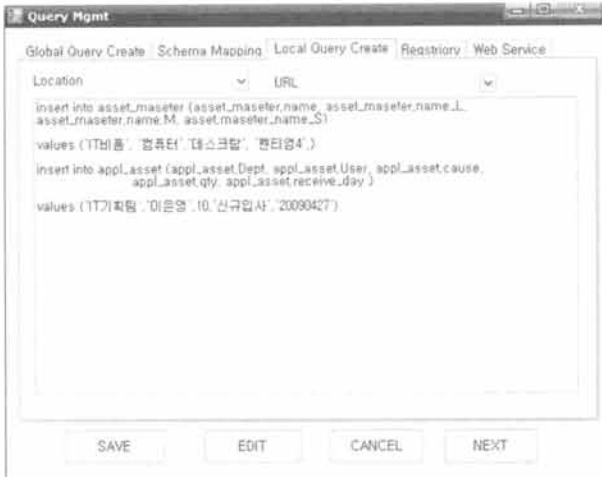 Query Mgmt
Global Query Create Schema Mapping Local Query Create Regstriory Web Service
Location URL
insert into asset_maseter (asset_maseter,name, asset_maseter,name_L,
asset_maseter,name_M, asset,maseter_name_S)
values ('IT비품', '컴퓨터','데스크탑', '펜티엄4',)
insert into appl_asset (appl_asset,Dept, appl_asset,User, appl_asset,cause,
appl_asset,qty, appl_asset,receive_day )
values ('IT기획팀','이은영',10,'신규입사','20090427')
SAVE EDIT CANCEL NEXT